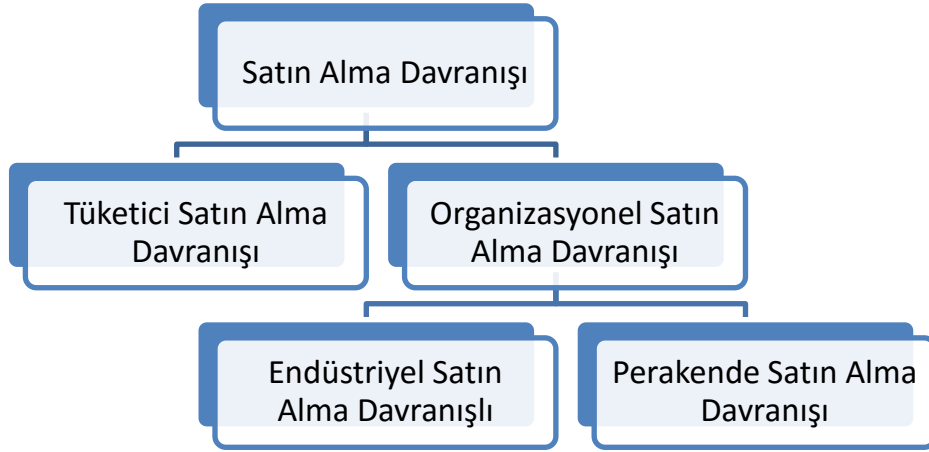 Satın Alma Davranışı
Tüketici Satın Alma
Davranışı
Organizasyonel Satın
Alma Davranışı
Endüstriyel Satın
Alma Davranışlı
Perakende Satın Alma
Davranışı